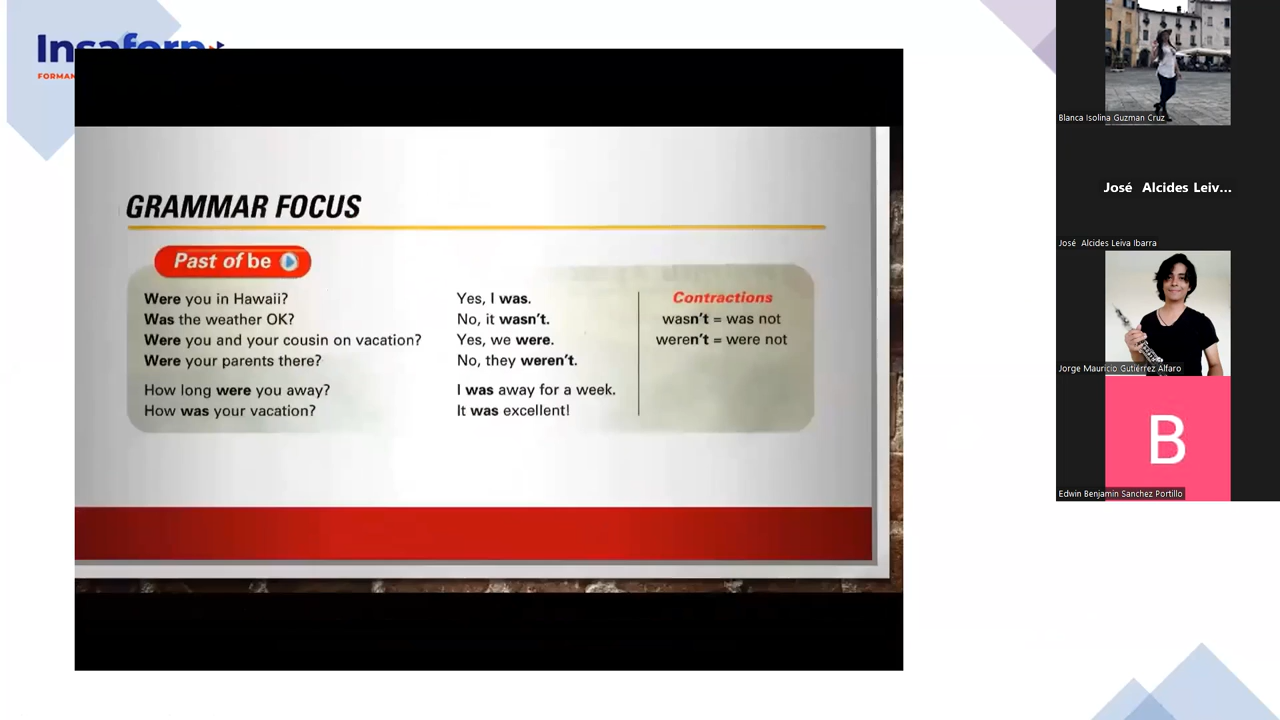 GRAMMAR FOCUS
Past of be
Were you in Hawaii? Yes, I was.
Was the weather OK? No, it wasn't.
Were you and your cousin on vacation? Yes, we were.
Were your parents there? No, they weren't.
How long were you away? I was away for a week.
How was your vacation? It was excellent!
Contractions
wasn't = was not
weren't = were not
Blanca Isolina Guzman Cruz
José Alcides Leiv...
José Alcides Leiva Ibarra
Jorge Mauricio Gutiérrez Alfaro
B
Edwin Benjamin Sanchez Portillo